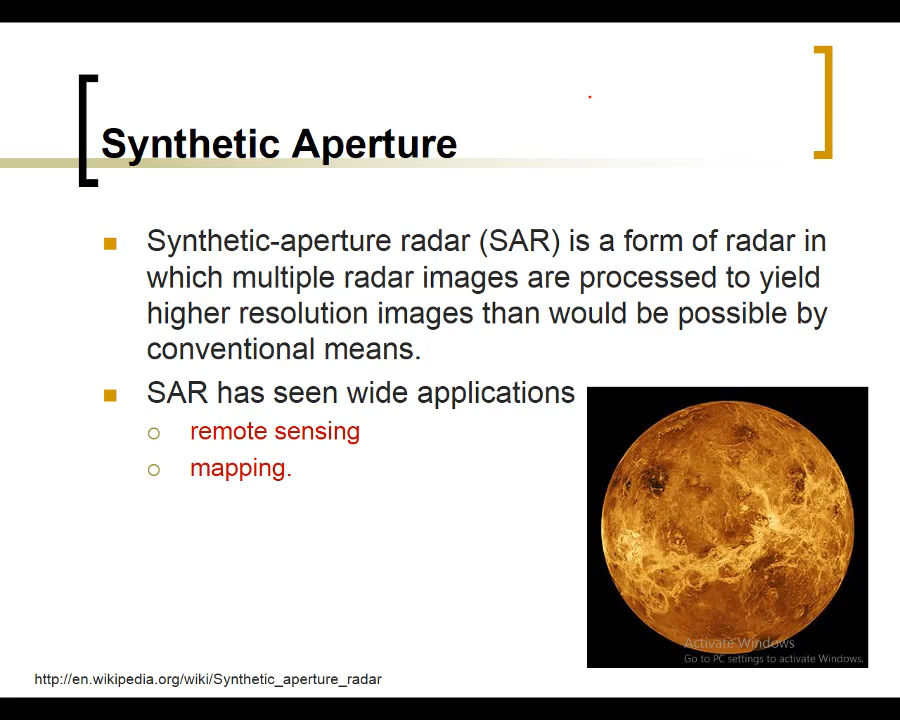 Synthetic Aperture
Synthetic-aperture radar (SAR) is a form of radar in
which multiple radar images are processed to yield
higher resolution images than would be possible by
conventional means.
SAR has seen wide applications
remote sensing
mapping.
Activate Windows
Go to PC settings to activate Windows.
http://en.wikipedia.org/wiki/Synthetic_aperture_radar